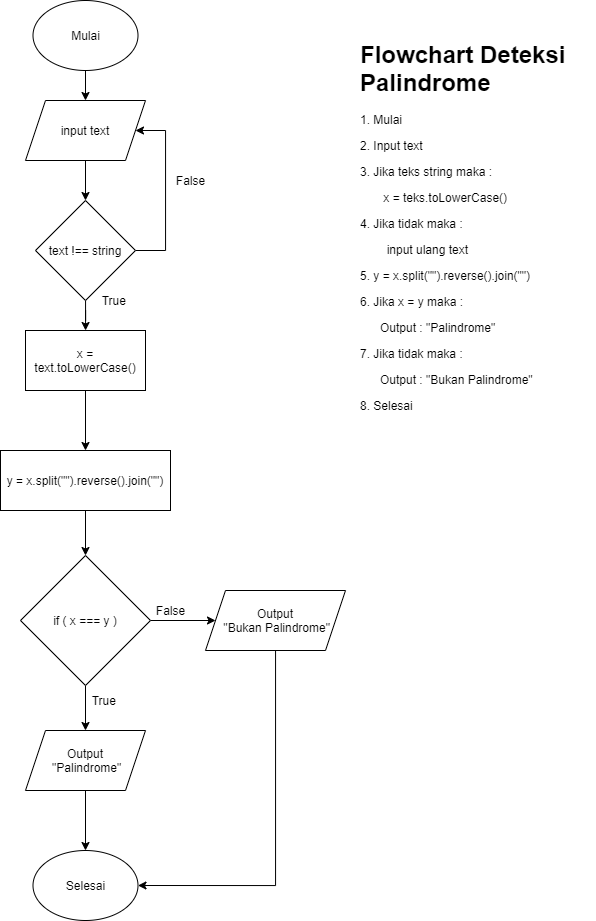 Mulai
input text
False
text !== string
True
x =
text.toLowerCase()
y = x.split("").reverse().join("")
if ( x === y )
False
Output
"Bukan Palindrome"
True
Output
"Palindrome"
Selesai
Flowchart Deteksi
Palindrome
1. Mulai
2. Input text
3. Jika teks string maka :
x = teks.toLowerCase()
4. Jika tidak maka :
input ulang text
5. y = x.split("").reverse().join("")
6. Jika x = y maka :
Output : "Palindrome"
7. Jika tidak maka :
Output : "Bukan Palindrome"
8. Selesai